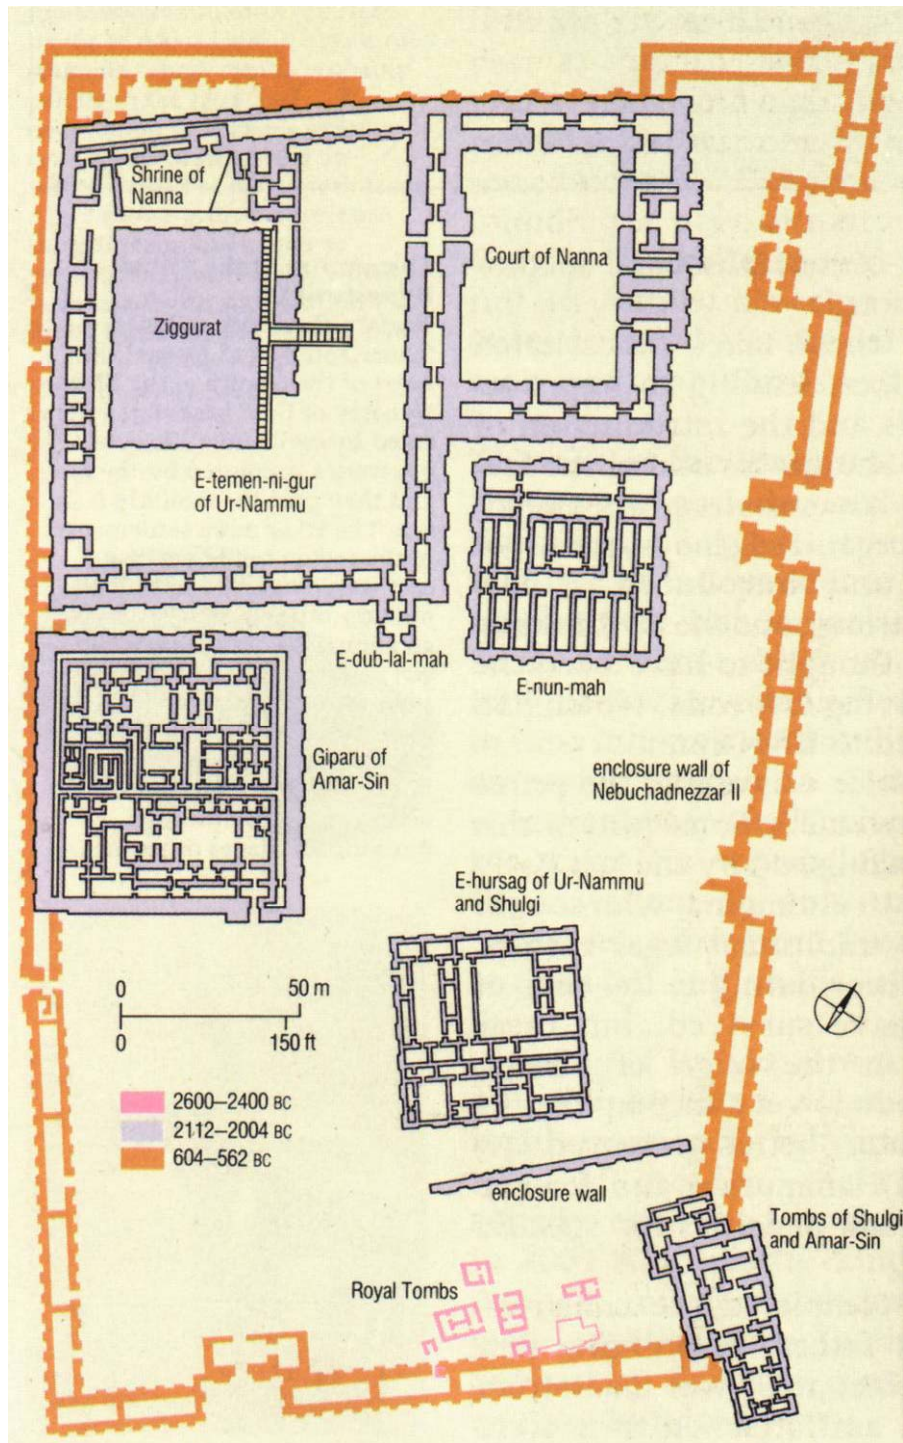 Shrine of
Nanna
Court of Nanna
Ziggurat
E-temen-ni-gur
of Ur-Nammu
E-dub-lal-mah
E-nun-mah
Giparu of
Amar-Sin
enclosure wall of
Nebuchadnezzar II
E-hursag of Ur-Nammu
and Shulgi
0 50 m
0 150 ft
2600–2400 BC
2112–2004 BC
604–562 BC
enclosure wall
Tombs of Shulgi
and Amar-Sin
Royal Tombs